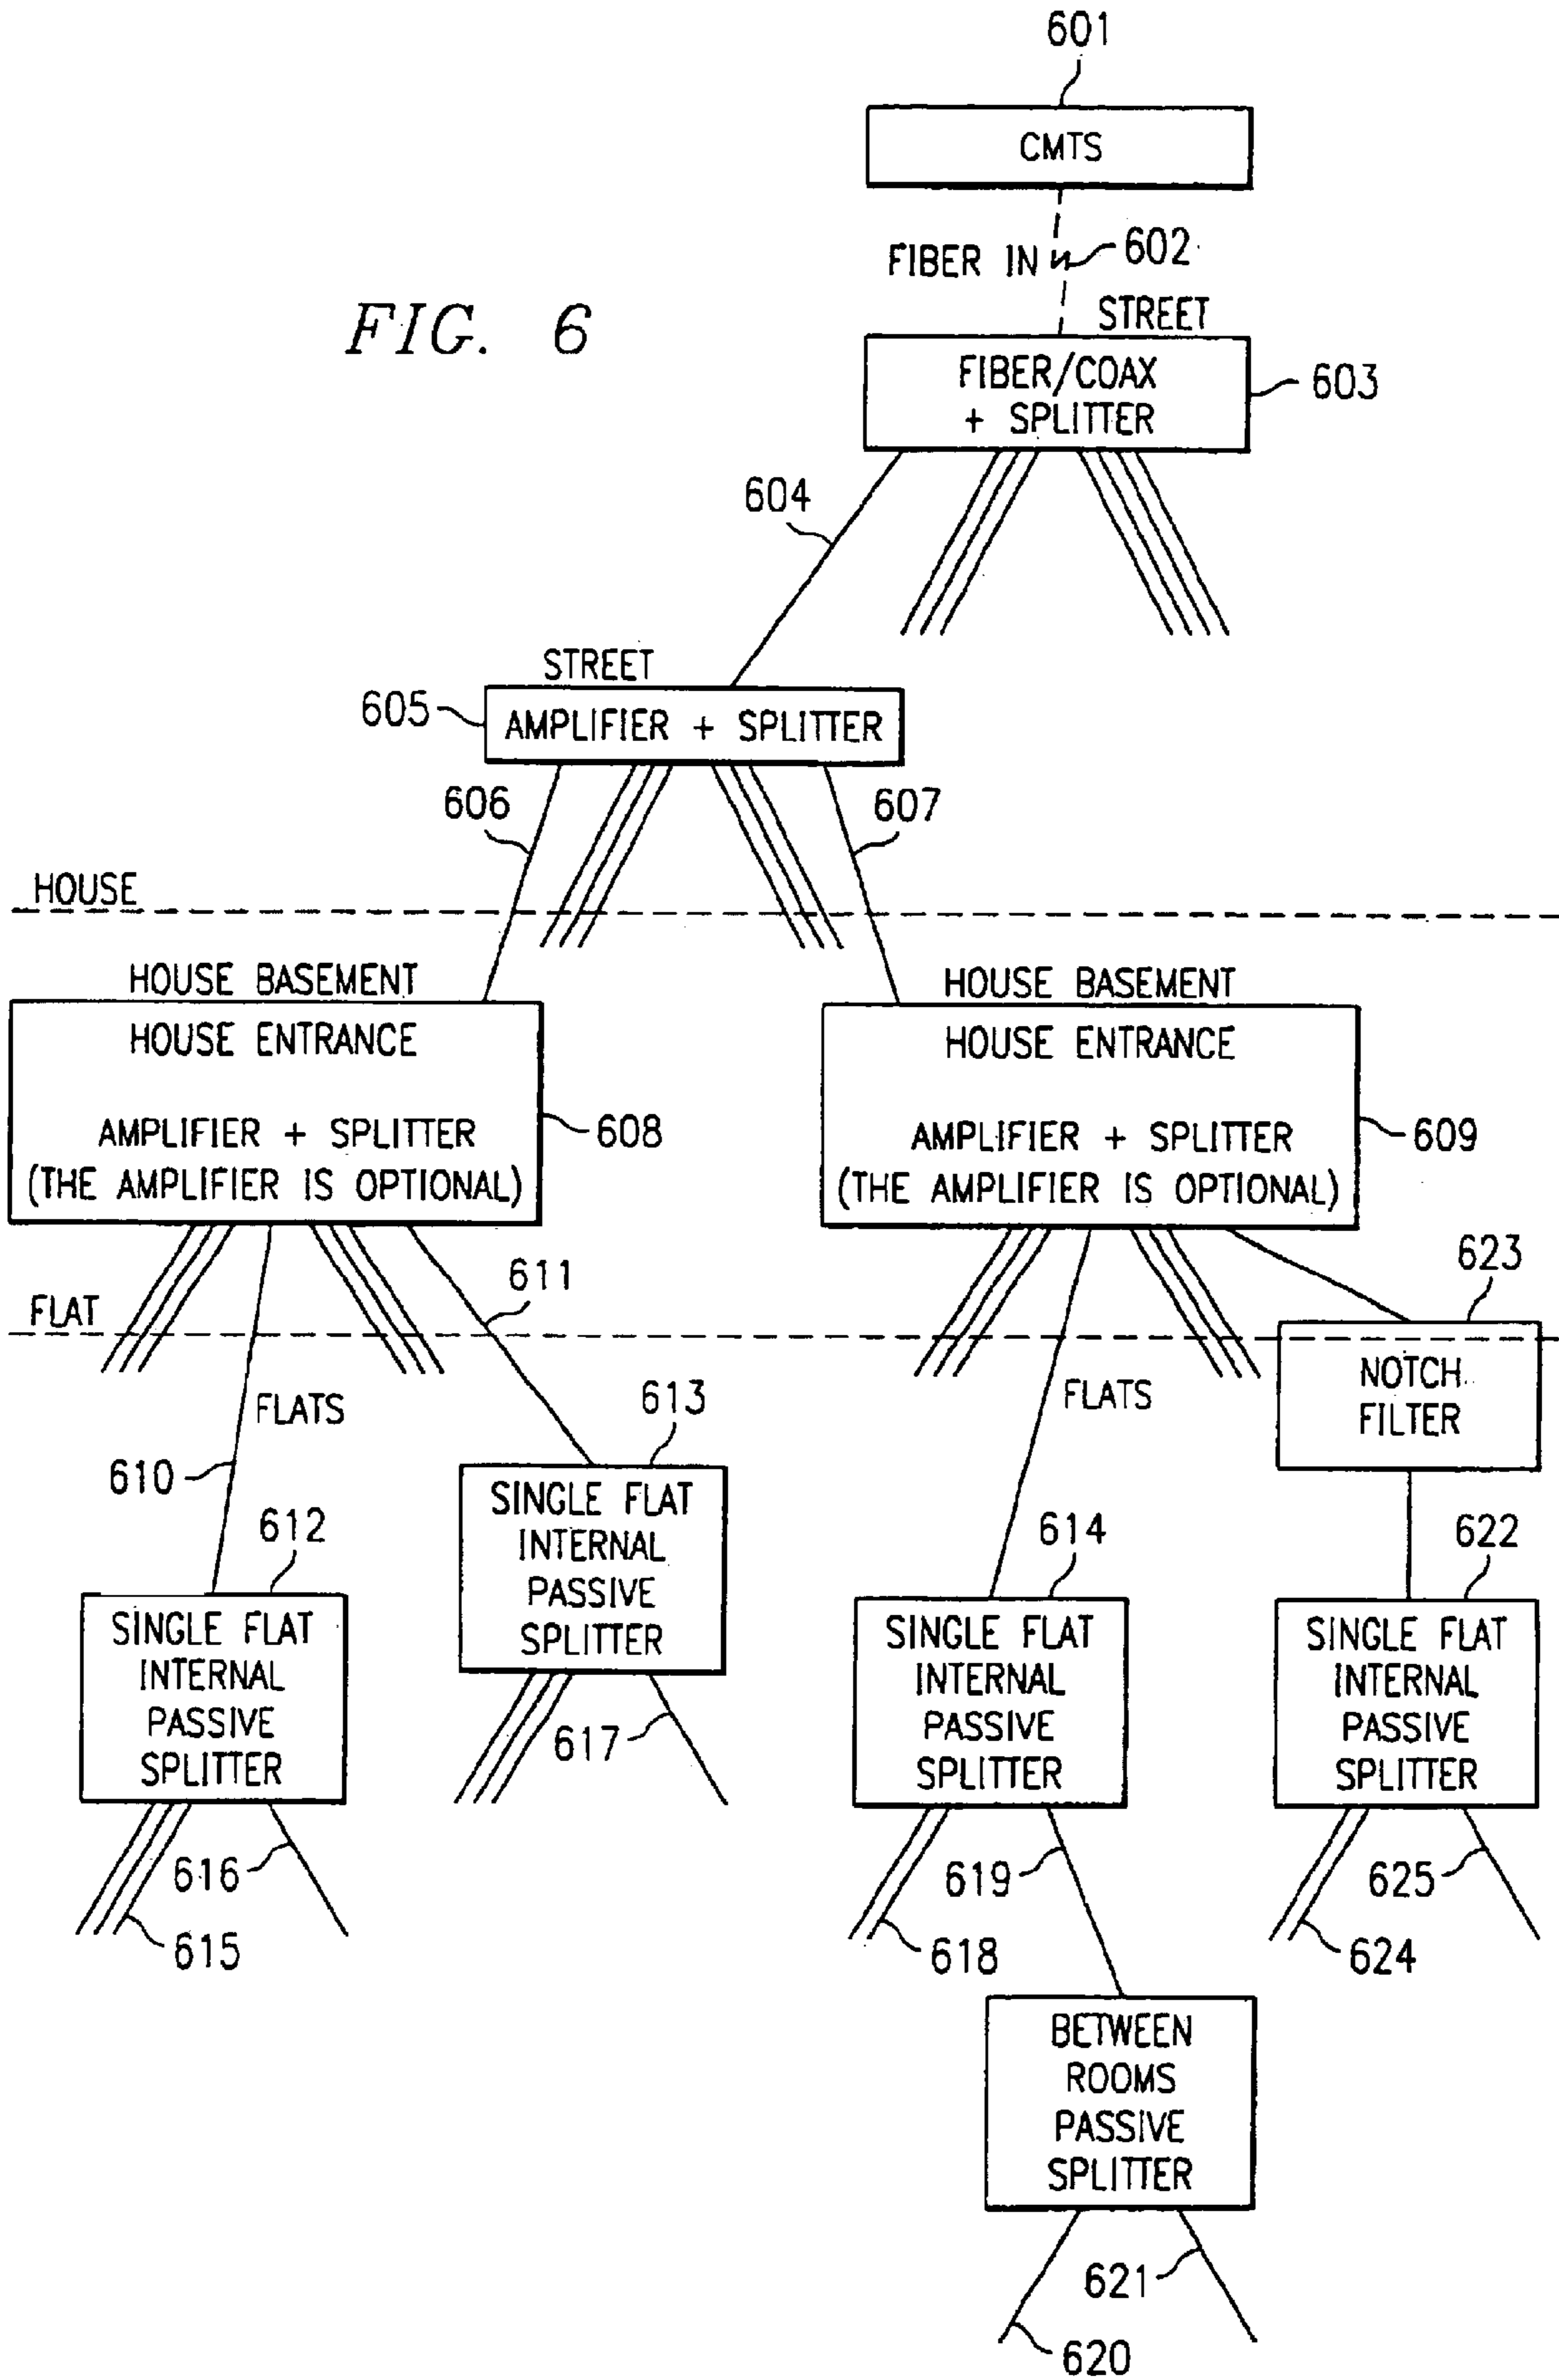 601
CMTS
FIBER IN
602
FIG. 6
STREET
FIBER/COAX
+ SPLITTER
603
604
STREET
605
AMPLIFIER + SPLITTER
606
607
HOUSE
HOUSE BASEMENT
HOUSE ENTRANCE
AMPLIFIER + SPLITTER
(THE AMPLIFIER IS OPTIONAL)
608
HOUSE BASEMENT
HOUSE ENTRANCE
AMPLIFIER + SPLITTER
(THE AMPLIFIER IS OPTIONAL)
609
611
623
FLAT
NOTCH
FILTER
FLATS
613
FLATS
610
SINGLE FLAT
INTERNAL
PASSIVE
SPLITTER
612
614
622
SINGLE FLAT
INTERNAL
PASSIVE
SPLITTER
617
SINGLE FLAT
INTERNAL
PASSIVE
SPLITTER
SINGLE FLAT
INTERNAL
PASSIVE
SPLITTER
616
615
619
618
625
624
BETWEEN
ROOMS
PASSIVE
SPLITTER
621
620